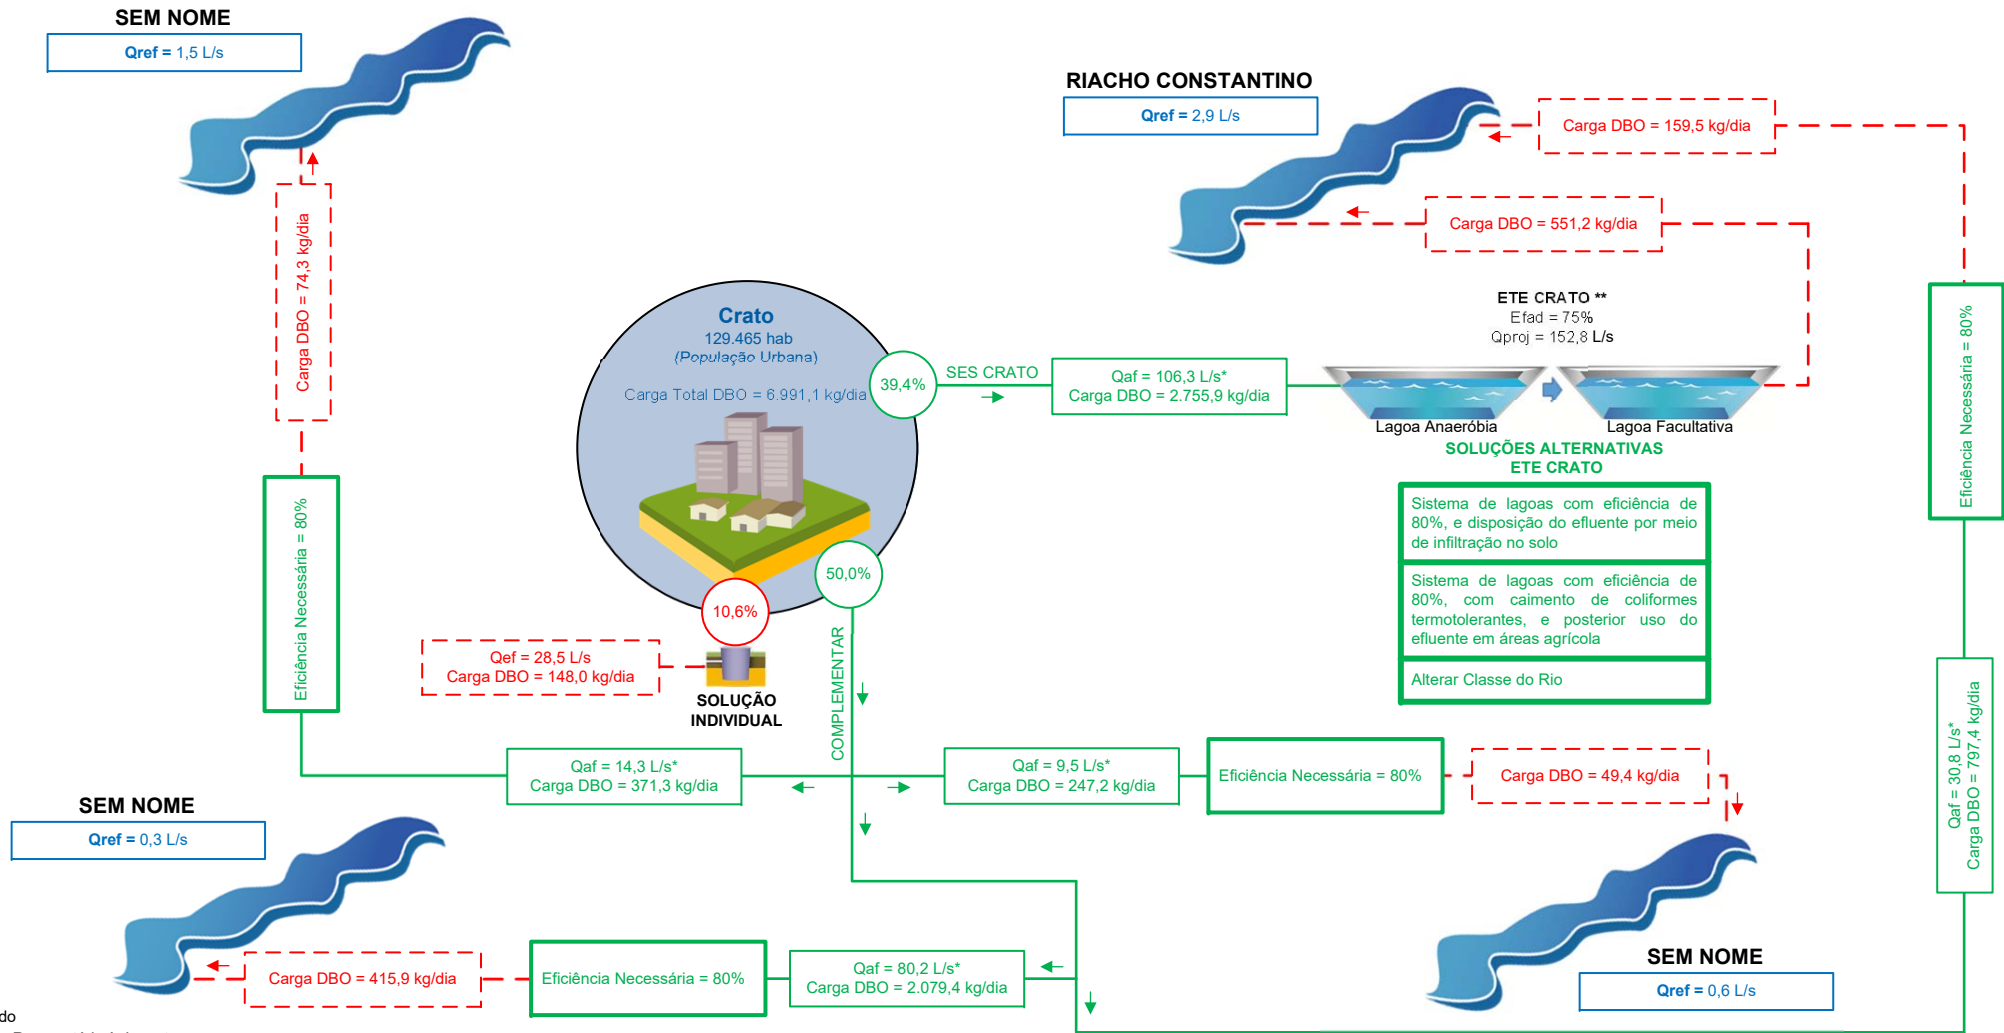 SEM NOME
Qref = 1,5 L/s
Carga DBO = 74,3 kg/dia
Eficiência Necessária = 80%
RIACHO CONSTANTINO
Qref = 2,9 L/s
Carga DBO = 159,5 kg/dia
Carga DBO = 551,2 kg/dia
Crato
129.465 hab
(População Urbana)
Carga Total DBO = 6.991,1 kg/dia
39,4%
SES CRATO
Qaf = 106,3 L/s*
Carga DBO = 2.755,9 kg/dia
ETE CRATO **
Efad = 75%
Qproj = 152,8 L/s
Lagoa Anaeróbia
Lagoa Facultativa
SOLUÇÕES ALTERNATIVAS
ETE CRATO
Sistema de lagoas com eficiência de
80%, e disposição do efluente por meio
de infiltração no solo
Sistema de lagoas com eficiência de
80%, com caimento de coliformes
termotolerantes, e posterior uso do
efluente em áreas agrícola
Alterar Classe do Rio
Eficiência Necessária = 80%
Qaf = 30,8 L/s*
Carga DBO = 797,4 kg/dia
50,0%
10,6%
Qef = 28,5 L/s
Carga DBO = 148,0 kg/dia
SOLUÇÃO
INDIVIDUAL
COMPLEMENTAR
Qaf = 14,3 L/s*
Carga DBO = 371,3 kg/dia
Qaf = 9,5 L/s*
Carga DBO = 247,2 kg/dia
Eficiência Necessária = 80%
Carga DBO = 49,4 kg/dia
SEM NOME
Qref = 0,3 L/s
Carga DBO = 415,9 kg/dia
Eficiência Necessária = 80%
Qaf = 80,2 L/s*
Carga DBO = 2.079,4 kg/dia
SEM NOME
Qref = 0,6 L/s
do